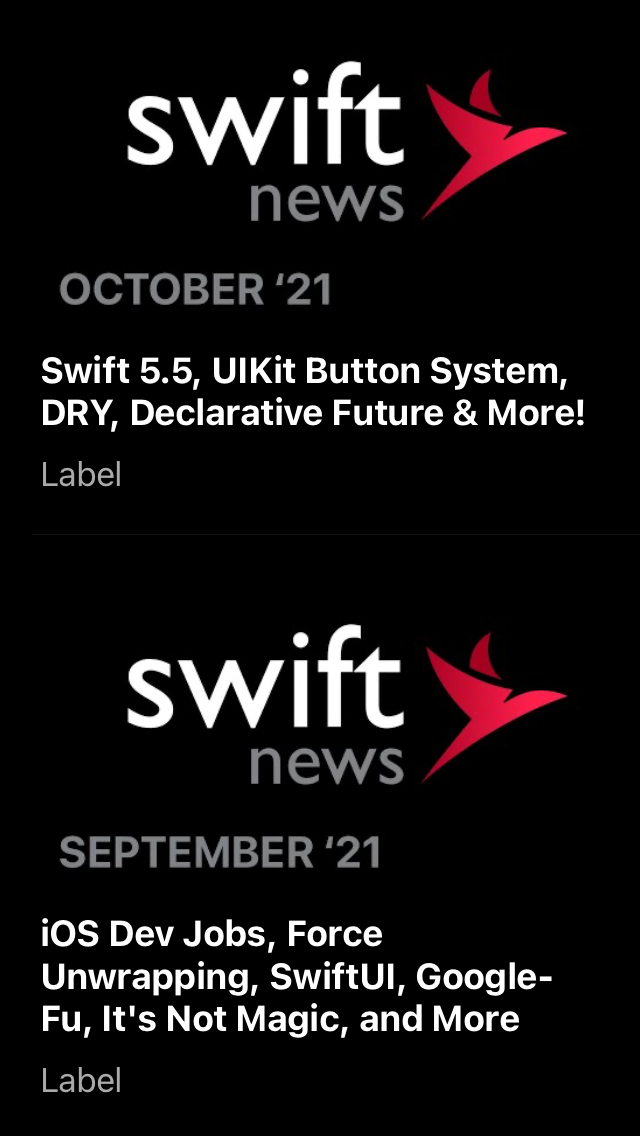 swift
news
OCTOBER ‘21
Swift 5.5, UIKit Button System,
DRY, Declarative Future & More!
Label
swift
news
SEPTEMBER ‘21
iOS Dev Jobs, Force
Unwrapping, SwiftUI, Google-
Fu, It's Not Magic, and More
Label